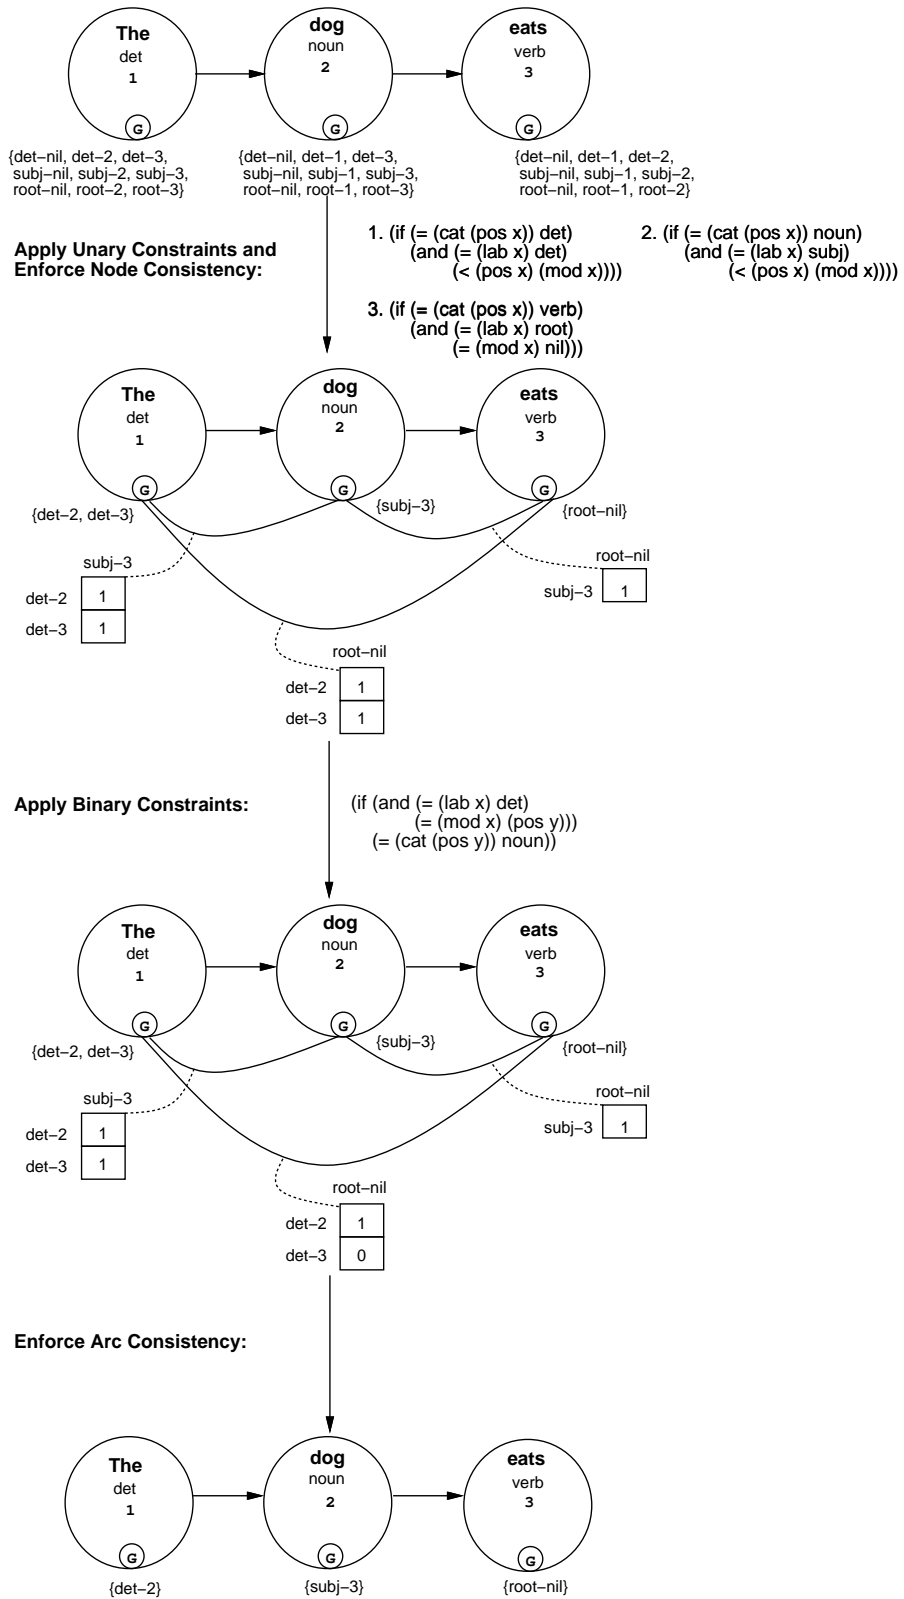 The
det
1
G
dog
noun
2
G
eats
verb
3
G
{det−nil, det−2, det−3,
subj−nil, subj−2, subj−3,
root−nil, root−2, root−3}
{det−nil, det−1, det−3,
subj−nil, subj−1, subj−3,
root−nil, root−1, root−3}
{det−nil, det−1, det−2,
subj−nil, subj−1, subj−2,
root−nil, root−1, root−2}
Apply Unary Constraints and
Enforce Node Consistency:
1. (if (= (cat (pos x)) det)
(and (= (lab x) det)
(< (pos x) (mod x))))
2. (if (= (cat (pos x)) noun)
(and (= (lab x) subj)
(< (pos x) (mod x))))
3. (if (= (cat (pos x)) verb)
(and (= (lab x) root)
(= (mod x) nil)))
The
det
1
G
dog
noun
2
G
eats
verb
3
G
{det−2, det−3}
{subj−3}
{root−nil}
subj−3
det−2 1
det−3 1
root−nil
subj−3 1
root−nil
det−2 1
det−3 1
Apply Binary Constraints:
(if (and (= (lab x) det)
(= (mod x) (pos y)))
(= (cat (pos y)) noun))
The
det
1
G
dog
noun
2
G
eats
verb
3
G
{det−2, det−3}
{subj−3}
{root−nil}
subj−3
det−2 1
det−3 1
root−nil
subj−3 1
root−nil
det−2 1
det−3 0
Enforce Arc Consistency:
The
det
1
G
dog
noun
2
G
eats
verb
3
G
{det−2}
{subj−3}
{root−nil}